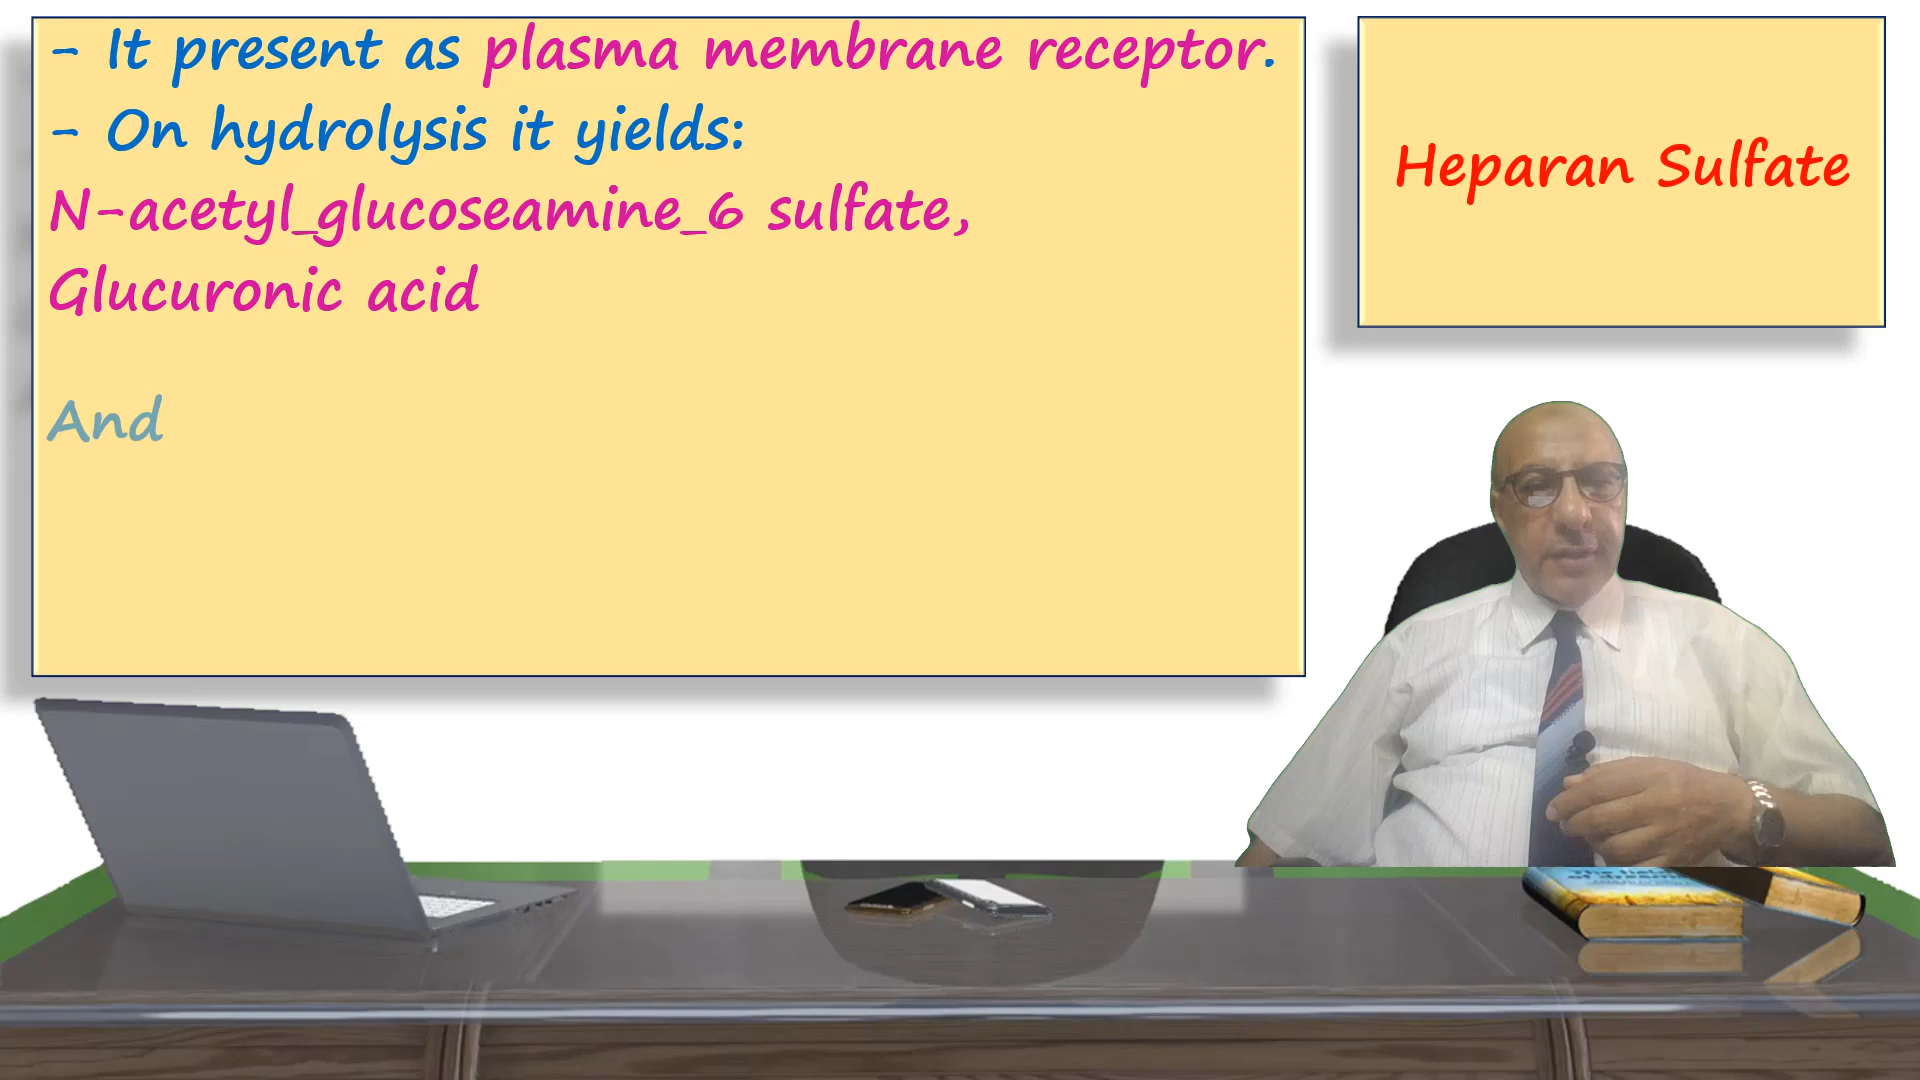 - It present as plasma membrane receptor.
- On hydrolysis it yields:
N-acetyl_glucoseamine_6 sulfate,
Glucuronic acid
And
Heparan Sulfate